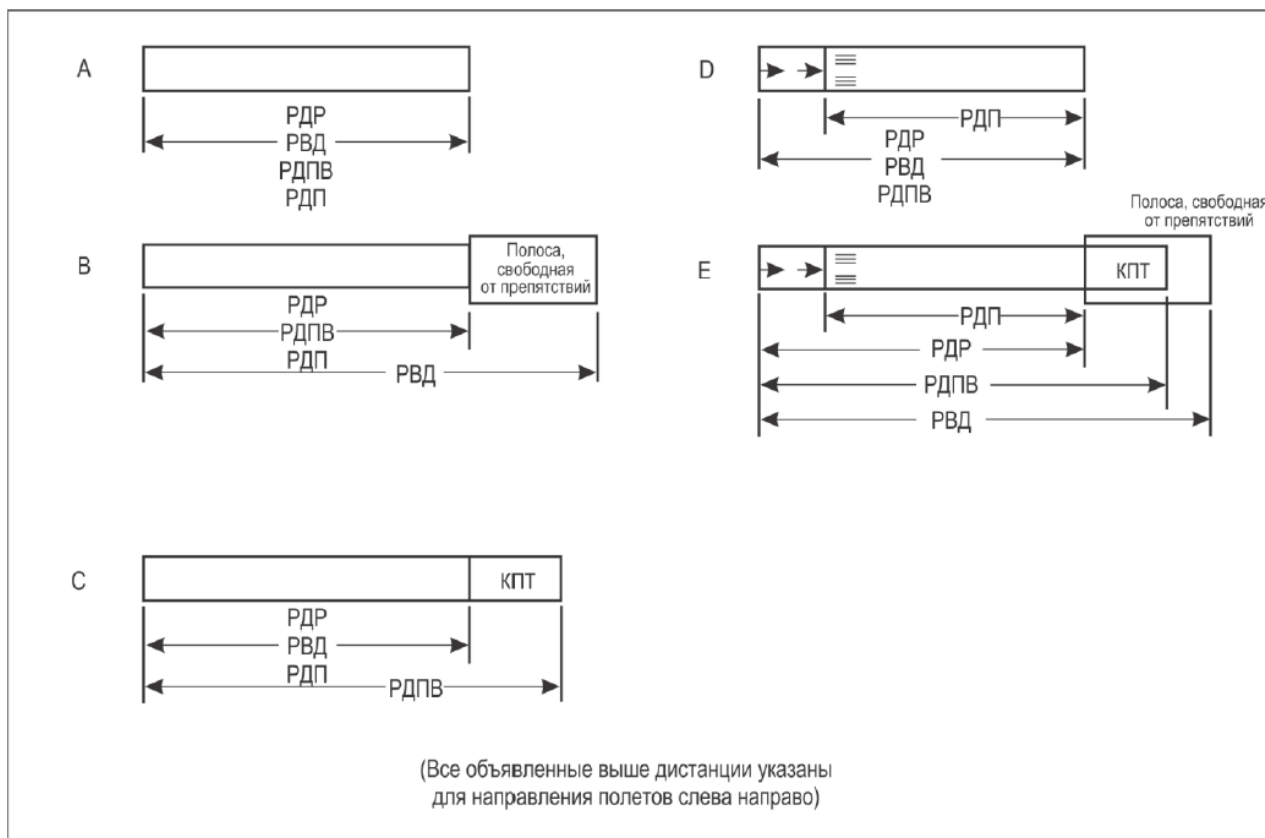 A
РДР
РВД
РДПВ
РДП
B
Полоса,
свободная
от препятствий
РДР
РДПВ
РДП
РВД
C
КПТ
РДР
РВД
РДП
РДПВ
(Все объявленные выше дистанции указаны
для направления полетов слева направо)
D
РДП
РДР
РВД
РДПВ
Полоса, свободная
от препятствий
E
КПТ
РДП
РДР
РДПВ
РВД